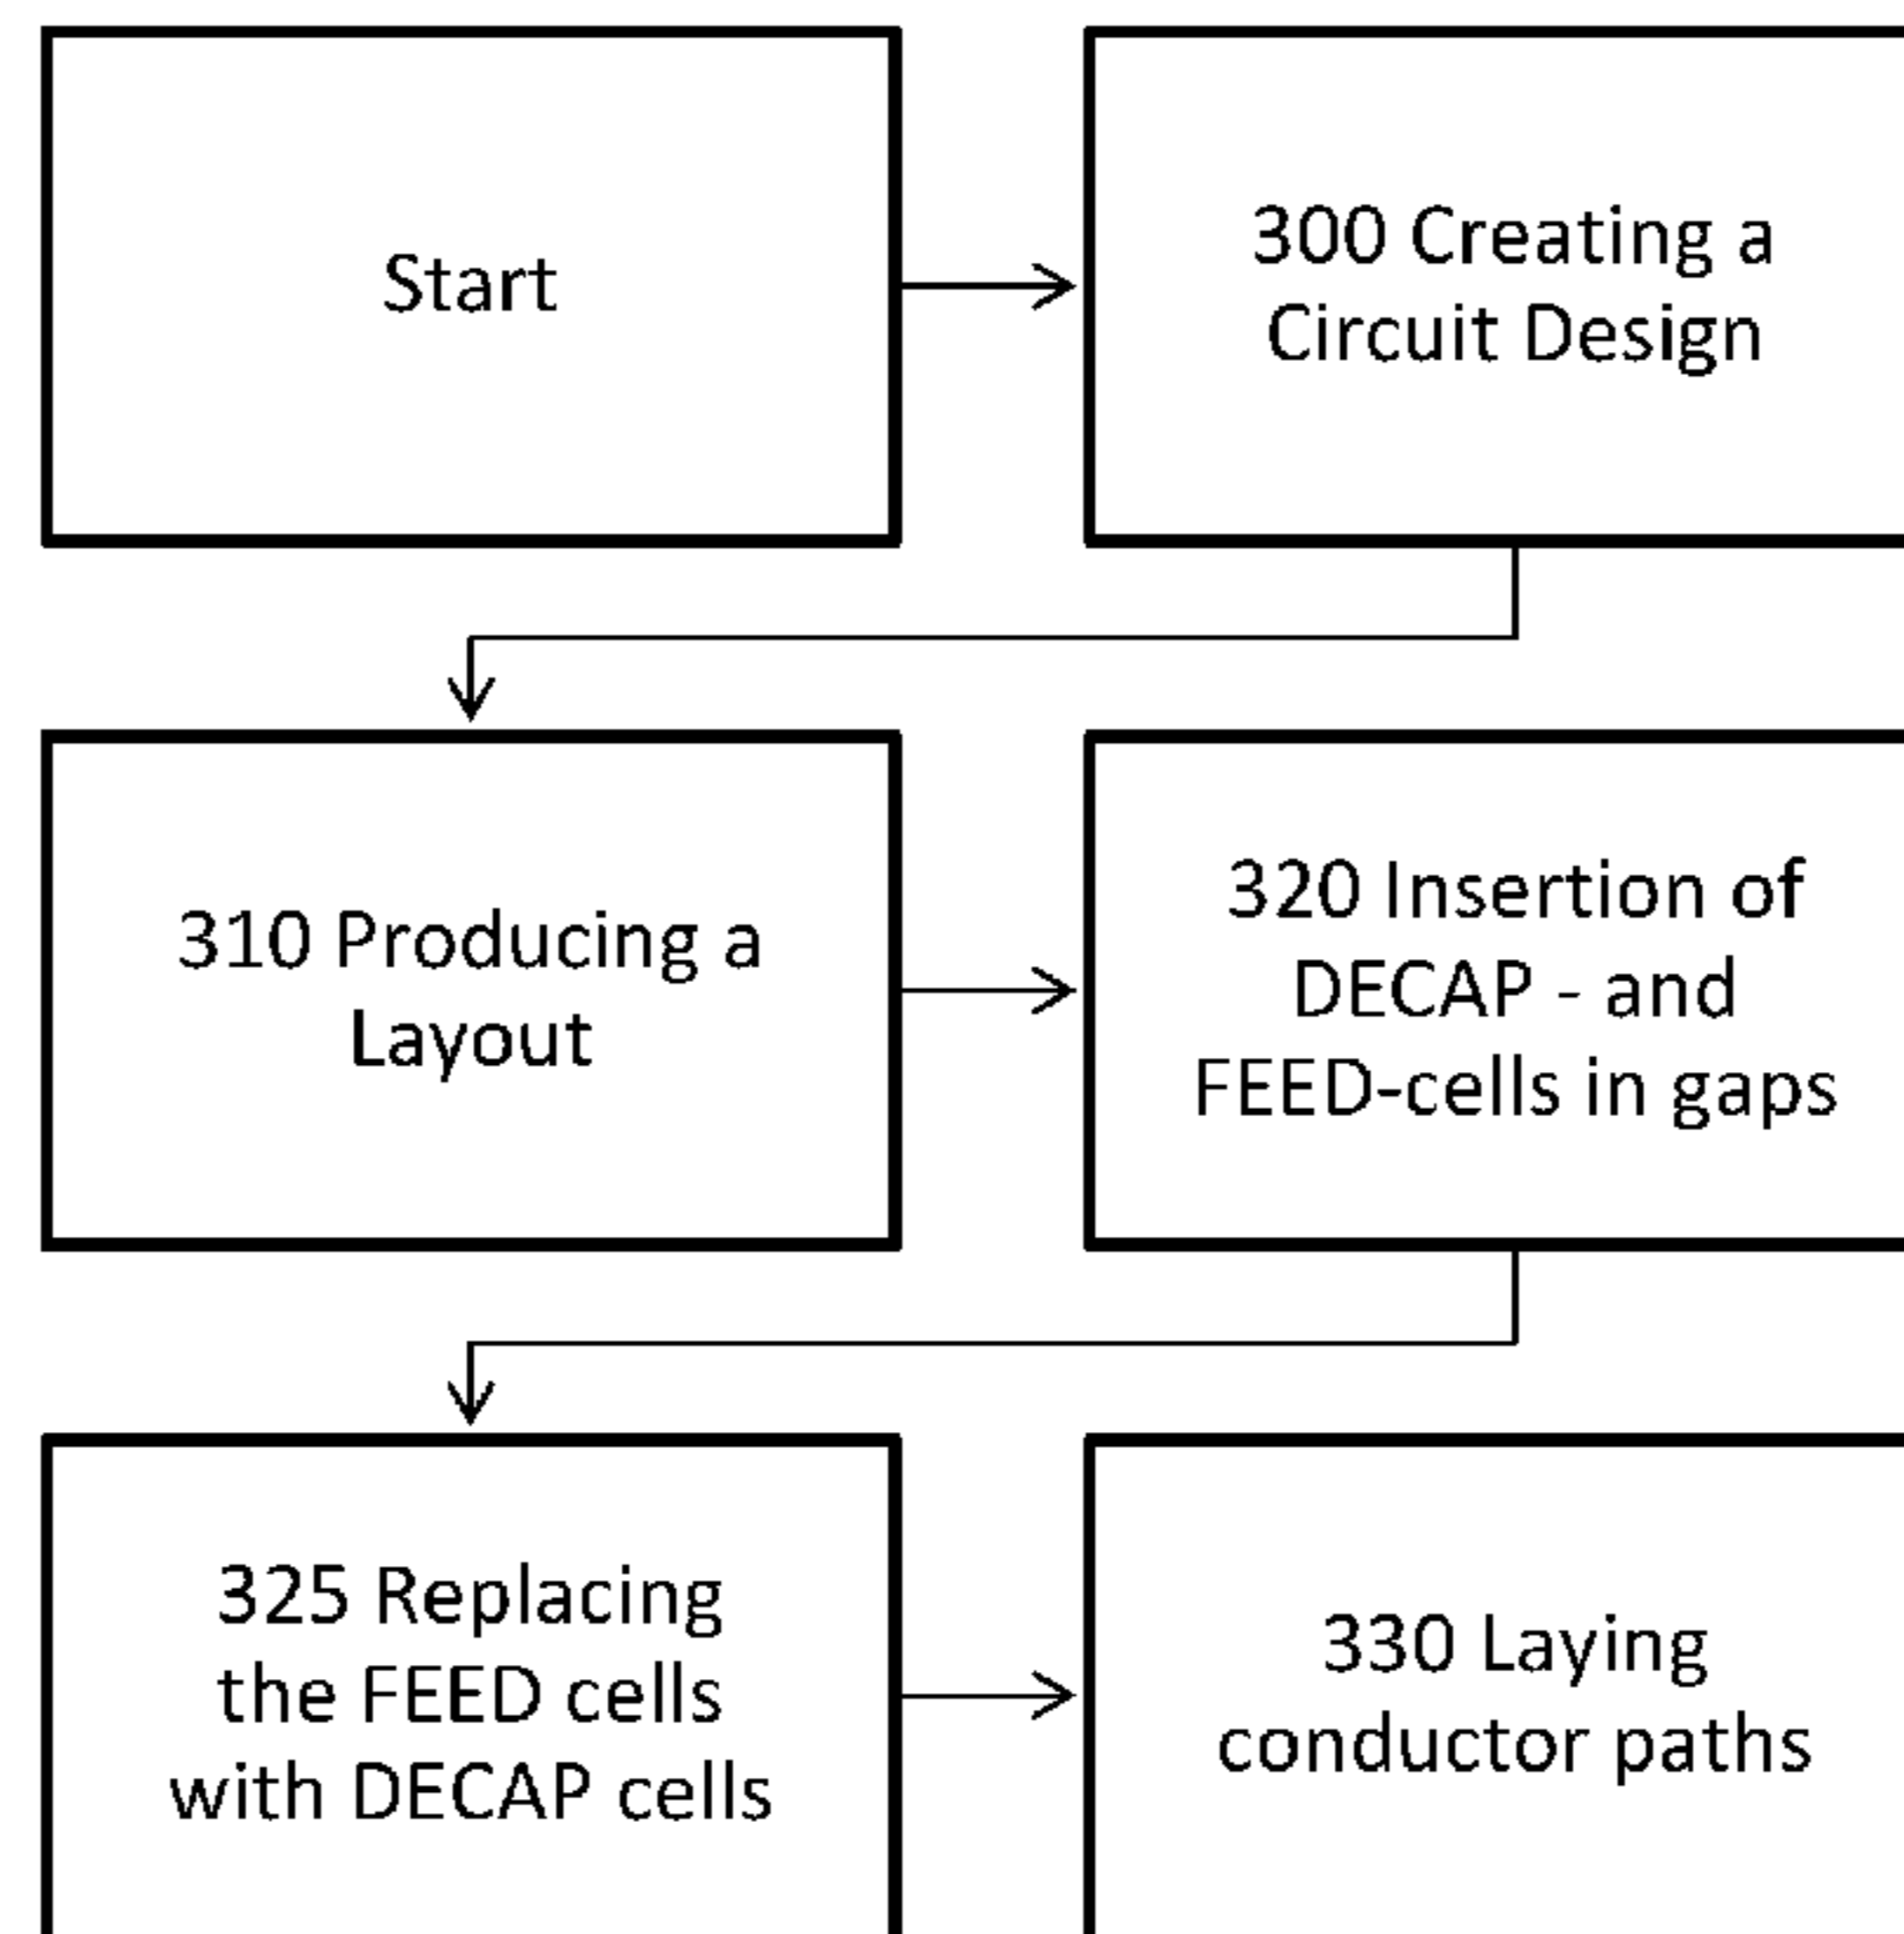 Start
300 Creating a
Circuit Design
310 Producing a
Layout
320 Insertion of
DECAP - and
FEED-cells in gaps
325 Replacing
the FEED cells
with DECAP cells
330 Laying
conductor paths